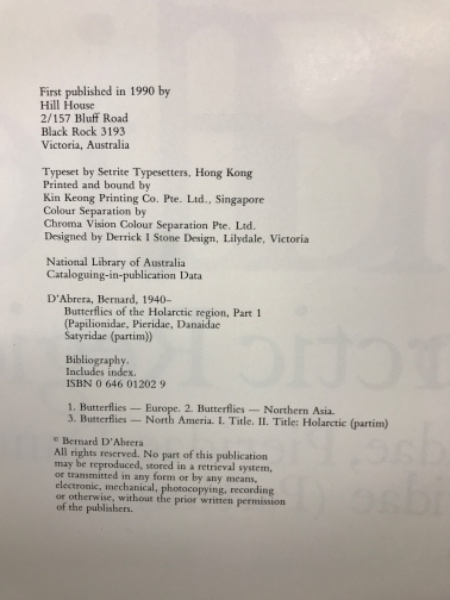 First published in 1990 by
Hill House
2/157 Bluff Road
Black Rock 3193
Victoria, Australia
Typeset by Setrite Typesetters, Hong Kong
Printed and bound by
Kin Keong Printing Co. Pte. Ltd., Singapore
Colour Separation by
Chroma Vision Colour Separation Pte. Ltd.
Designed by Derrick I Stone Design, Lilydale, Victoria
National Library of Australia
Cataloguing-in-publication Data
D'Abrera, Bernard, 1940–
Butterflies of the Holarctic region, Part 1
(Papilionidae, Pieridae, Danaidae
Satyridae (partim))
Bibliography.
Includes index.
ISBN 0 646 01202 9
1. Butterflies — Europe. 2. Butterflies — Northern Asia.
3. Butterflies — North Ameria. I. Title. II. Title: Holarctic (partim)
© Bernard D'Abrera
All rights reserved. No part of this publication
may be reproduced, stored in a retrieval system,
or transmitted in any form or by any means,
electronic, mechanical, photocopying, recording
or otherwise, without the prior written permission
of the publishers.